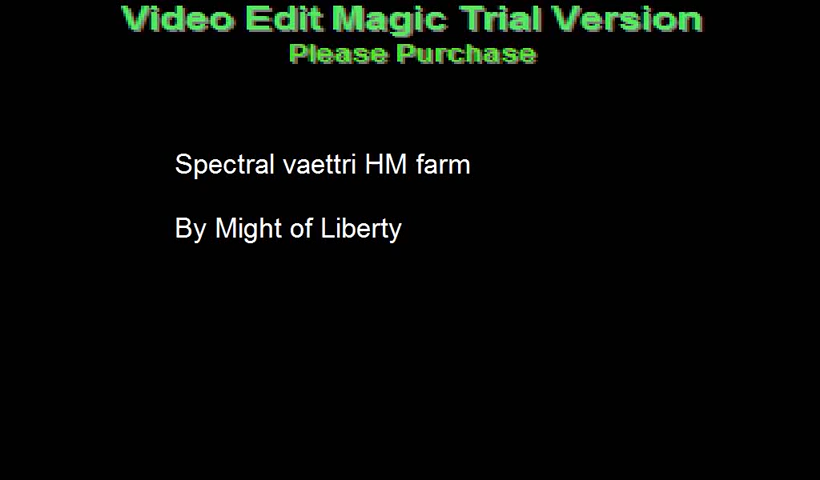 Video Edit Magic Trial Version
Please Purchase
Spectral vaettri HM farm
By Might of Liberty